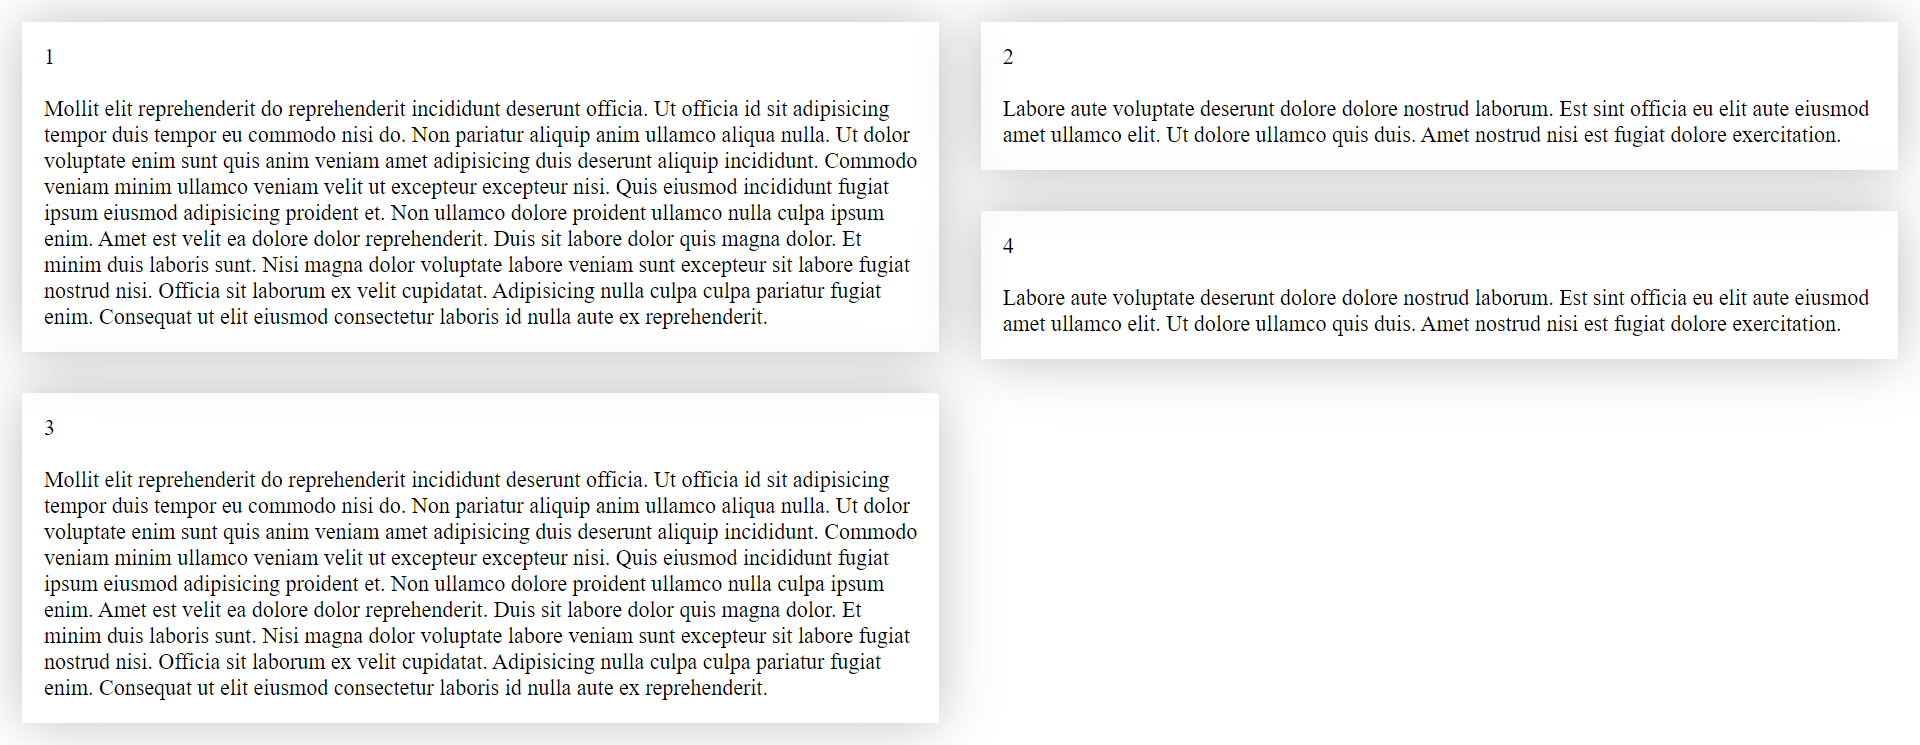 1
Mollit elit reprehenderit do reprehenderit incididunt deserunt officia. Ut officia id sit adipisicing
tempor duis tempor eu commodo nisi do. Non pariatur aliquip anim ullamco aliqua nulla. Ut dolor
voluptate enim sunt quis anim veniam amet adipisicing duis deserunt aliquip incididunt. Commodo
veniam minim ullamco veniam velit ut excepteur excepteur nisi. Quis eiusmod incididunt fugiat
ipsum eiusmod adipisicing proident et. Non ullamco dolore proident ullamco nulla culpa ipsum
enim. Amet est velit ea dolore dolor reprehenderit. Duis sit labore dolor quis magna dolor. Et
minim duis laboris sunt. Nisi magna dolor voluptate labore veniam sunt excepteur sit labore fugiat
nostrud nisi. Officia sit laborum ex velit cupidatat. Adipisicing nulla culpa culpa pariatur fugiat
enim. Consequat ut elit eiusmod consectetur laboris id nulla aute ex reprehenderit.
2
Labore aute voluptate deserunt dolore dolore nostrud laborum. Est sint officia eu elit aute eiusmod
amet ullamco elit. Ut dolore ullamco quis duis. Amet nostrud nisi est fugiat dolore exercitation.
3
Mollit elit reprehenderit do reprehenderit incididunt deserunt officia. Ut officia id sit adipisicing
tempor duis tempor eu commodo nisi do. Non pariatur aliquip anim ullamco aliqua nulla. Ut dolor
voluptate enim sunt quis anim veniam amet adipisicing duis deserunt aliquip incididunt. Commodo
veniam minim ullamco veniam velit ut excepteur excepteur nisi. Quis eiusmod incididunt fugiat
ipsum eiusmod adipisicing proident et. Non ullamco dolore proident ullamco nulla culpa ipsum
enim. Amet est velit ea dolore dolor reprehenderit. Duis sit labore dolor quis magna dolor. Et
minim duis laboris sunt. Nisi magna dolor voluptate labore veniam sunt excepteur sit labore fugiat
nostrud nisi. Officia sit laborum ex velit cupidatat. Adipisicing nulla culpa culpa pariatur fugiat
enim. Consequat ut elit eiusmod consectetur laboris id nulla aute ex reprehenderit.
4
Labore aute voluptate deserunt dolore dolore nostrud laborum. Est sint officia eu elit aute eiusmod
amet ullamco elit. Ut dolore ullamco quis duis. Amet nostrud nisi est fugiat dolore exercitation.